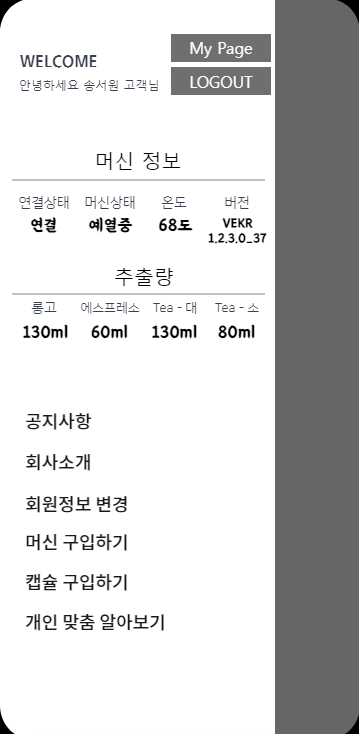 My Page
WELCOME
안녕하세요 송서원 고객님
LOGOUT
머신 정보
연결상태 머신상태 온도 버전
연결 예열중 68도 VEKR
1.2.3.0_37
추출량
롱고 에스프레소 Tea - 대 Tea - 소
130ml 60ml 130ml 80ml
공지사항
회사소개
회원정보 변경
머신 구입하기
캡슐 구입하기
개인 맞춤 알아보기